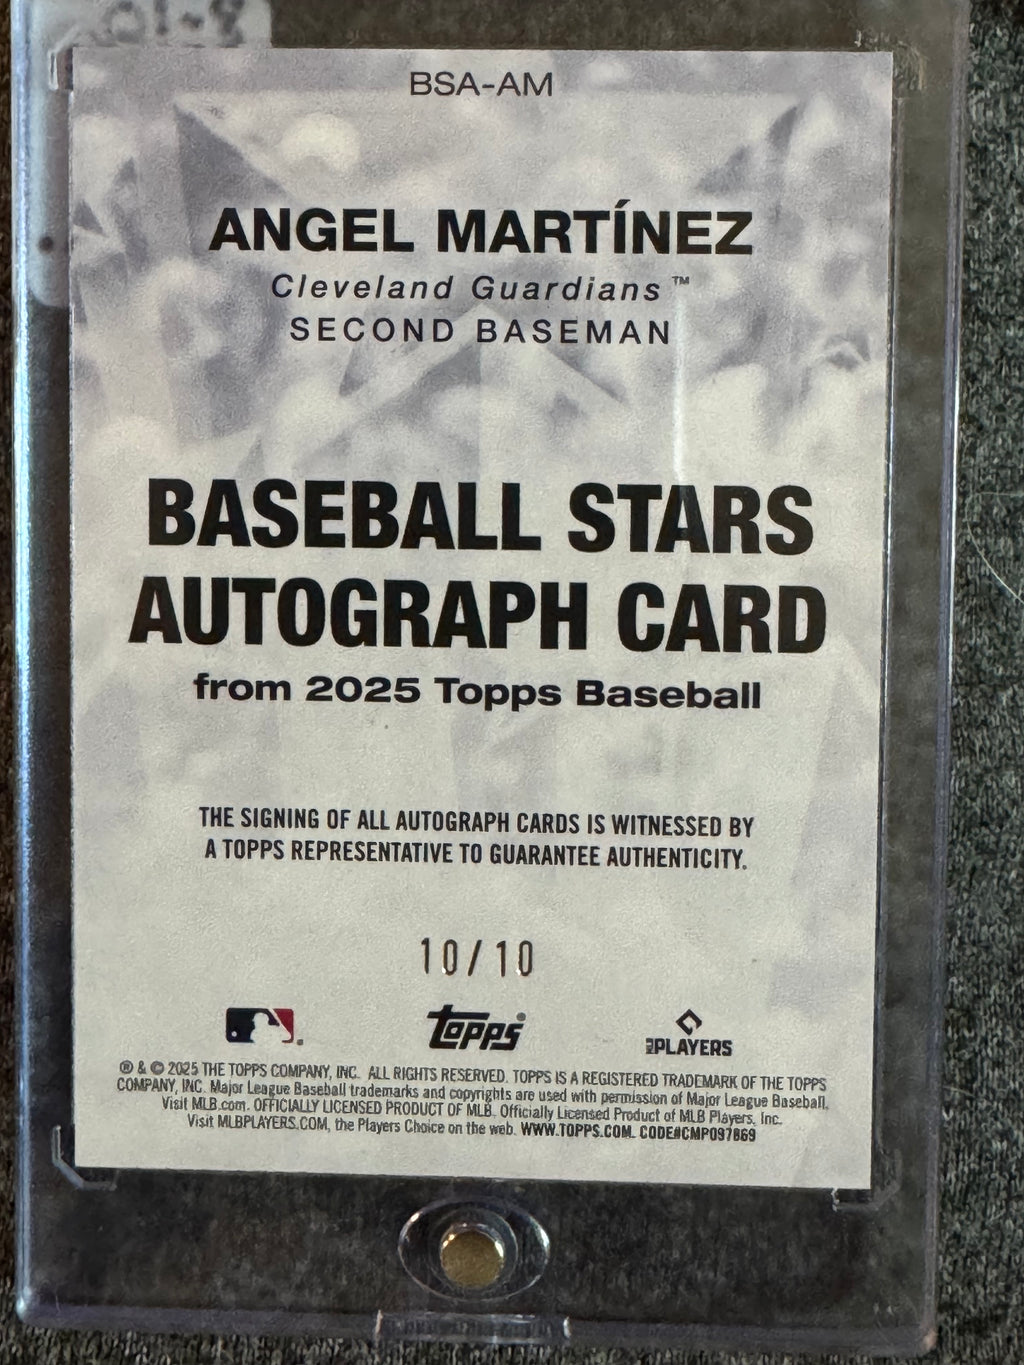 BSA-AM
ANGEL MARTÍNEZ
Cleveland Guardians™
SECOND BASEMAN
BASEBALL STARS
AUTOGRAPH CARD
from 2025 Topps Baseball
THE SIGNING OF ALL AUTOGRAPH CARDS IS WITNESSED BY
A TOPPS REPRESENTATIVE TO GUARANTEE AUTHENTICITY.
10/10
topps® MLB PLAYERS
® & © 2025 THE TOPPS COMPANY, INC. ALL RIGHTS RESERVED. TOPPS IS A REGISTERED TRADEMARK OF THE TOPPS
COMPANY, INC. Major League Baseball trademarks and copyrights are used with permission of Major League Baseball.
Visit MLB.com. OFFICIALLY LICENSED PRODUCT OF MLB. Officially Licensed Product of MLB Players, Inc.
Visit MLBPLAYERS.COM, the Players Choice on the web. WWW.TOPPS.COM. CODE#CMP097869